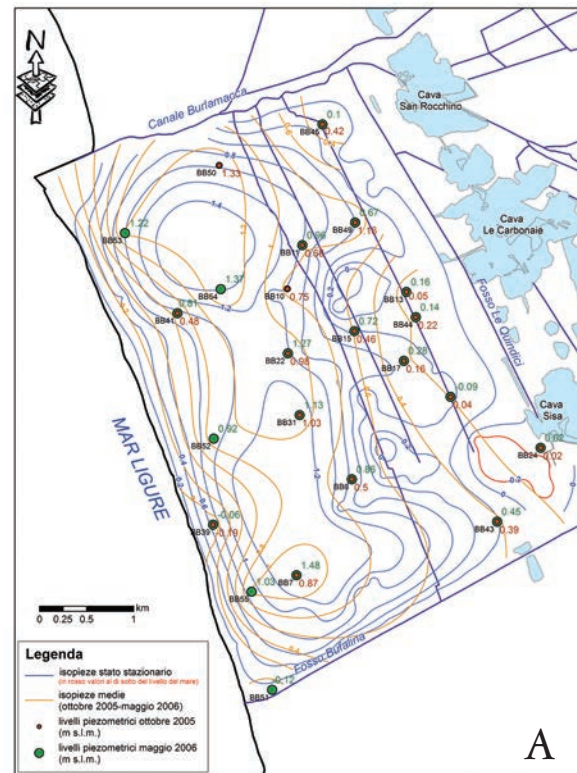 N
Canale Burlamacca
Cava
San Rocchino
Cava
Le Carbonaie
Fosso Le Quindici
Cava
Sisa
MAR LIGURE
Fosso Bufalina
0.1
BB45
0.42
BB50
1.33
1.22
BB53
0.67
BB49
1.16
0.96
BB11
0.68
1.37
BB54
BB10
0.75
0.16
BB13
0.05
0.81
BB41
0.48
0.14
BB44
0.22
0.72
BB15
0.46
1.27
BB22
0.98
0.28
BB17
0.16
-0.09
0.04
1.13
BB31
1.03
0.92
BB52
0.02
BB24
0.02
0.86
BB8
0.5
0.45
BB43
0.39
-0.06
BB39
-0.19
1.48
BB7
0.87
1.03
BB55
-0.12
BB51
0 0.25 0.5 1
km
Legenda
isopieze stato stazionario
(in rosso valori al di sotto del livello del mare)
isopieze medie
(ottobre 2005-maggio 2006)
livelli piezometrici ottobre 2005
(m s.l.m.)
livelli piezometrici maggio 2006
(m s.l.m.)
A